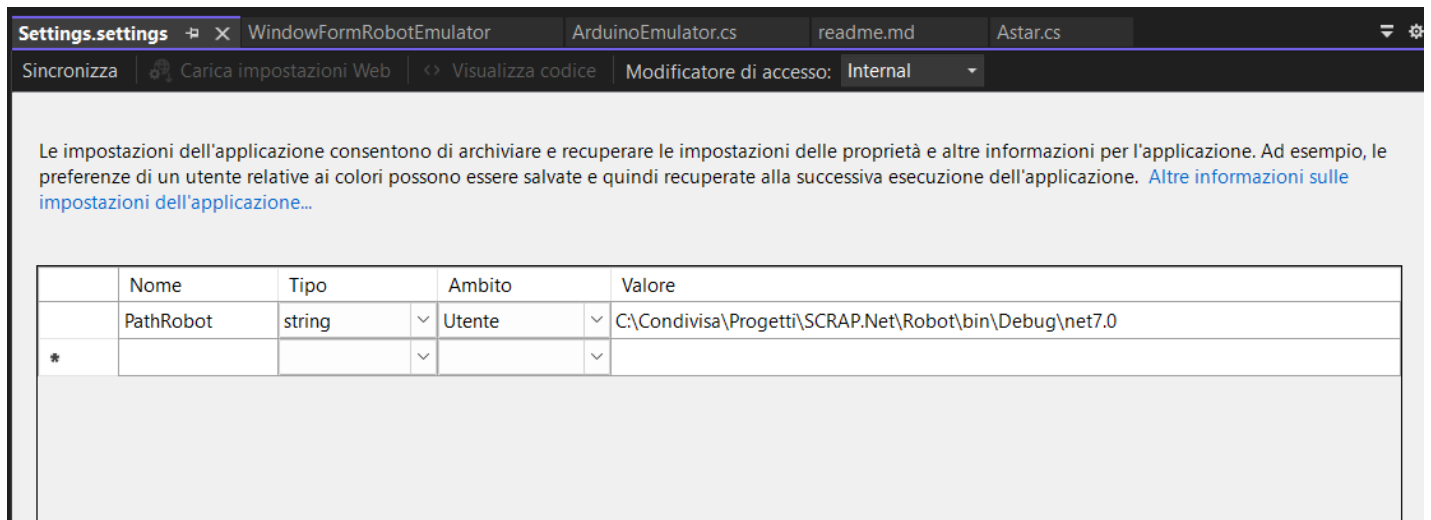 Settings.settings WindowFormRobotEmulator ArduinoEmulator.cs readme.md Astar.cs
Sincronizza Carica impostazioni Web Visualizza codice Modificatore di accesso: Internal
Le impostazioni dell'applicazione consentono di archiviare e recuperare le impostazioni delle proprietà e altre informazioni per l'applicazione. Ad esempio, le
preferenze di un utente relative ai colori possono essere salvate e quindi recuperate alla successiva esecuzione dell'applicazione. Altre informazioni sulle
impostazioni dell'applicazione...
Nome Tipo Ambito Valore
PathRobot string Utente C:\Condivisa\Progetti\SCRAP.Net\Robot\bin\Debug\net7.0
*